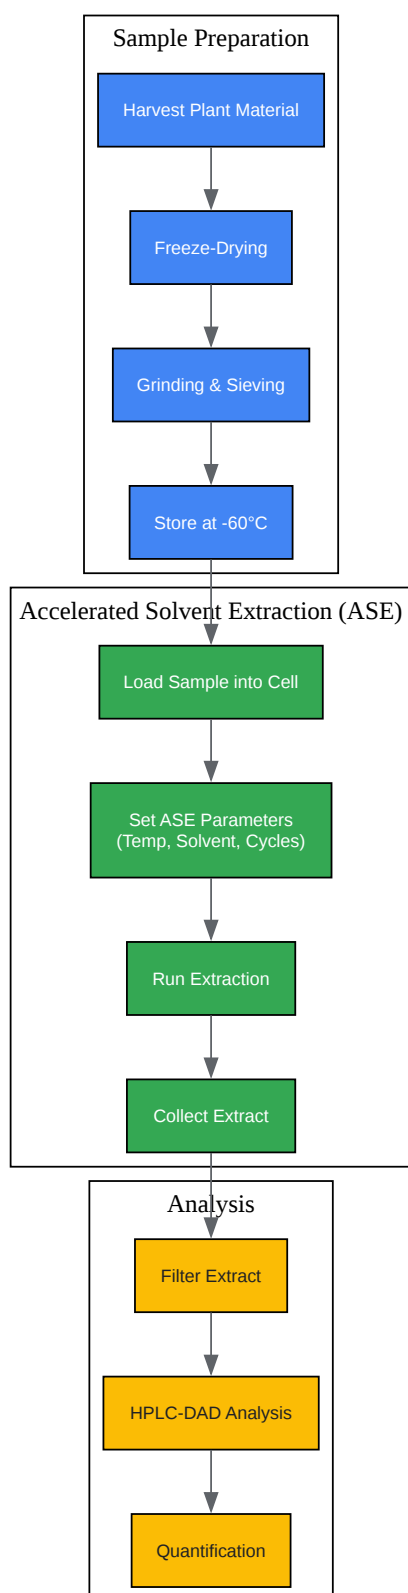 Sample Preparation
Harvest Plant Material
Freeze-Drying
Grinding & Sieving
Store at -60°C
Accelerated Solvent Extraction (ASE)
Load Sample into Cell
Set ASE Parameters
(Temp, Solvent, Cycles)
Run Extraction
Collect Extract
Analysis
Filter Extract
HPLC-DAD Analysis
Quantification